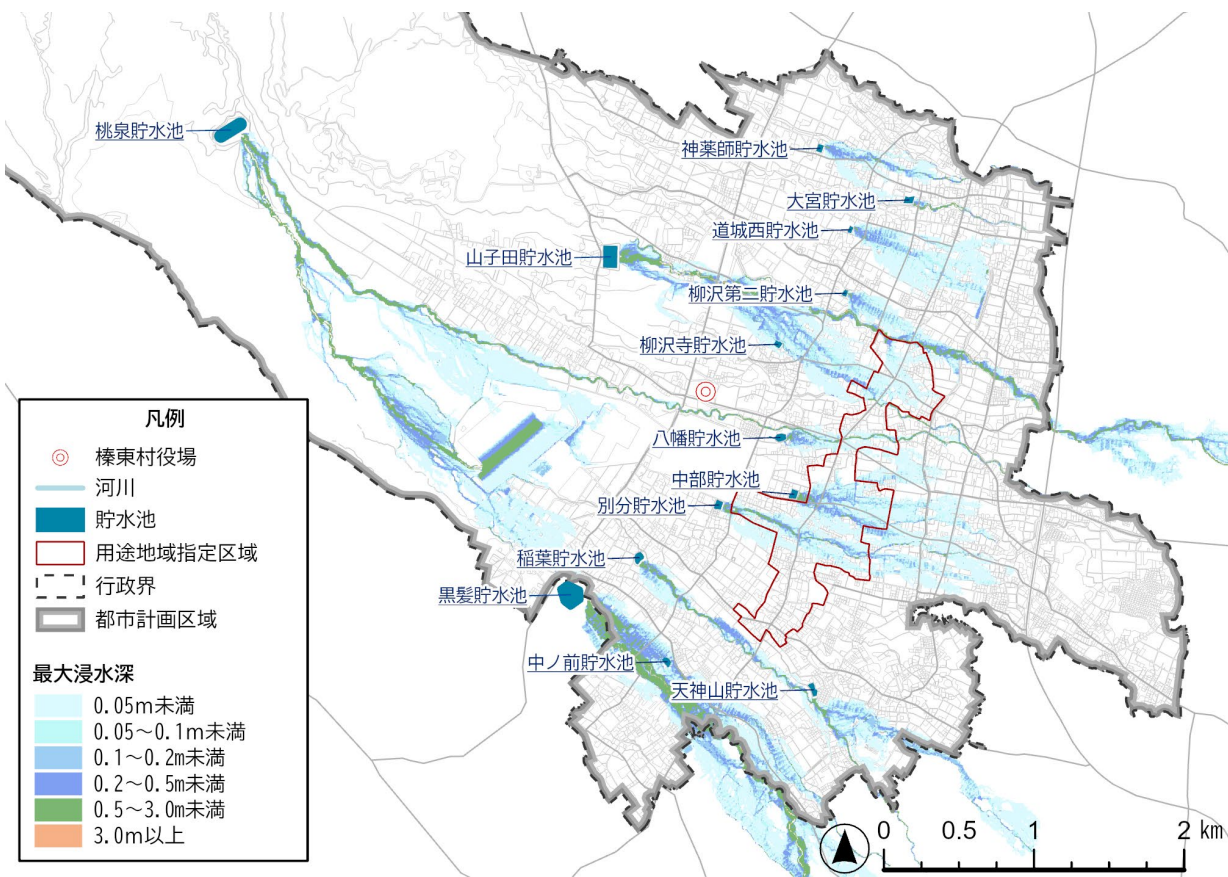 桃泉貯水池
神薬師貯水池
大宮貯水池
道城西貯水池
山子田貯水池
柳沢第二貯水池
柳沢寺貯水池
八幡貯水池
中部貯水池
別分貯水池
稲葉貯水池
黒髪貯水池
中ノ前貯水池
天神山貯水池
凡例
榛東村役場
河川
貯水池
用途地域指定区域
行政界
都市計画区域
最大浸水深
0.05m未満
0.05～0.1m未満
0.1～0.2m未満
0.2～0.5m未満
0.5～3.0m未満
3.0m以上
0 0.5 1 2 km